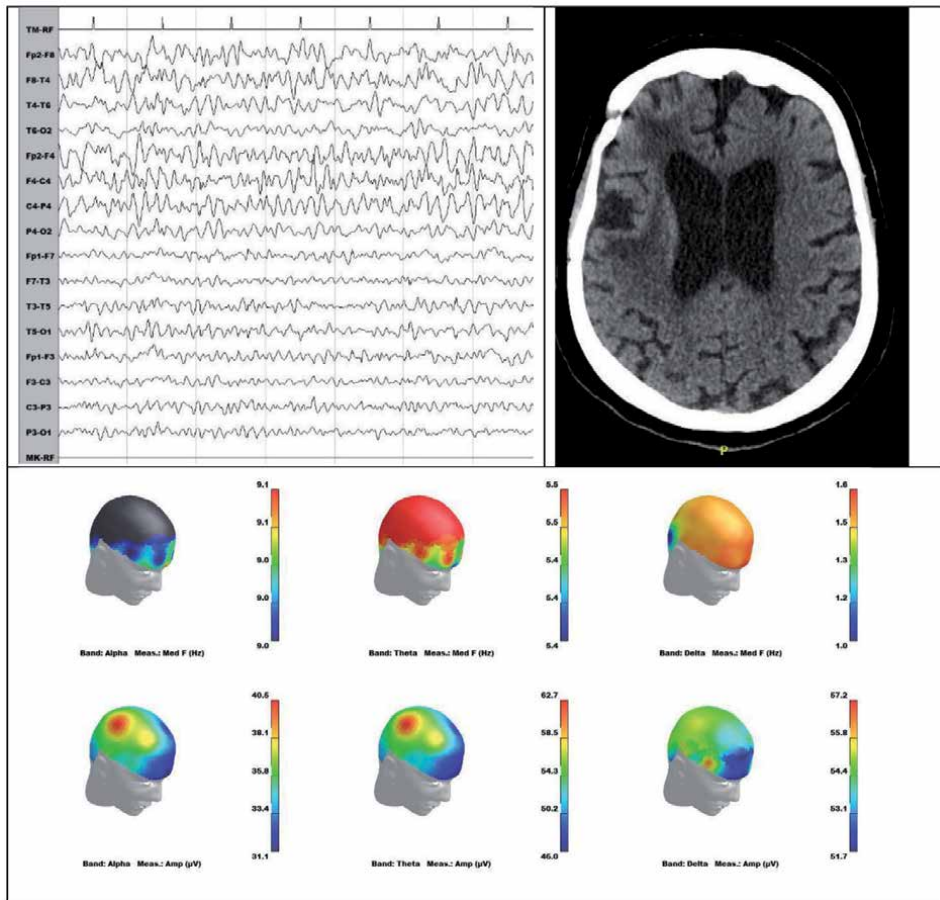 TM-RF
Fp2-F8
F8-T4
T4-T6
T6-O2
Fp2-F4
F4-C4
C4-P4
P4-O2
Fp1-F7
F7-T3
T3-T5
T5-O1
Fp1-F3
F3-C3
C3-P3
P3-O1
MK-RF
P
9.1
9.1
9.0
9.0
9.0
Band: Alpha Meas.: Med F (Hz)
5.5
5.5
5.4
5.4
5.4
Band: Theta Meas.: Med F (Hz)
1.6
1.5
1.3
1.2
1.0
Band: Delta Meas.: Med F (Hz)
40.5
38.1
35.8
33.4
31.1
Band: Alpha Meas.: Amp (µV)
62.7
58.5
54.3
50.2
46.0
Band: Theta Meas.: Amp (µV)
57.2
55.8
54.4
53.1
51.7
Band: Delta Meas.: Amp (µV)